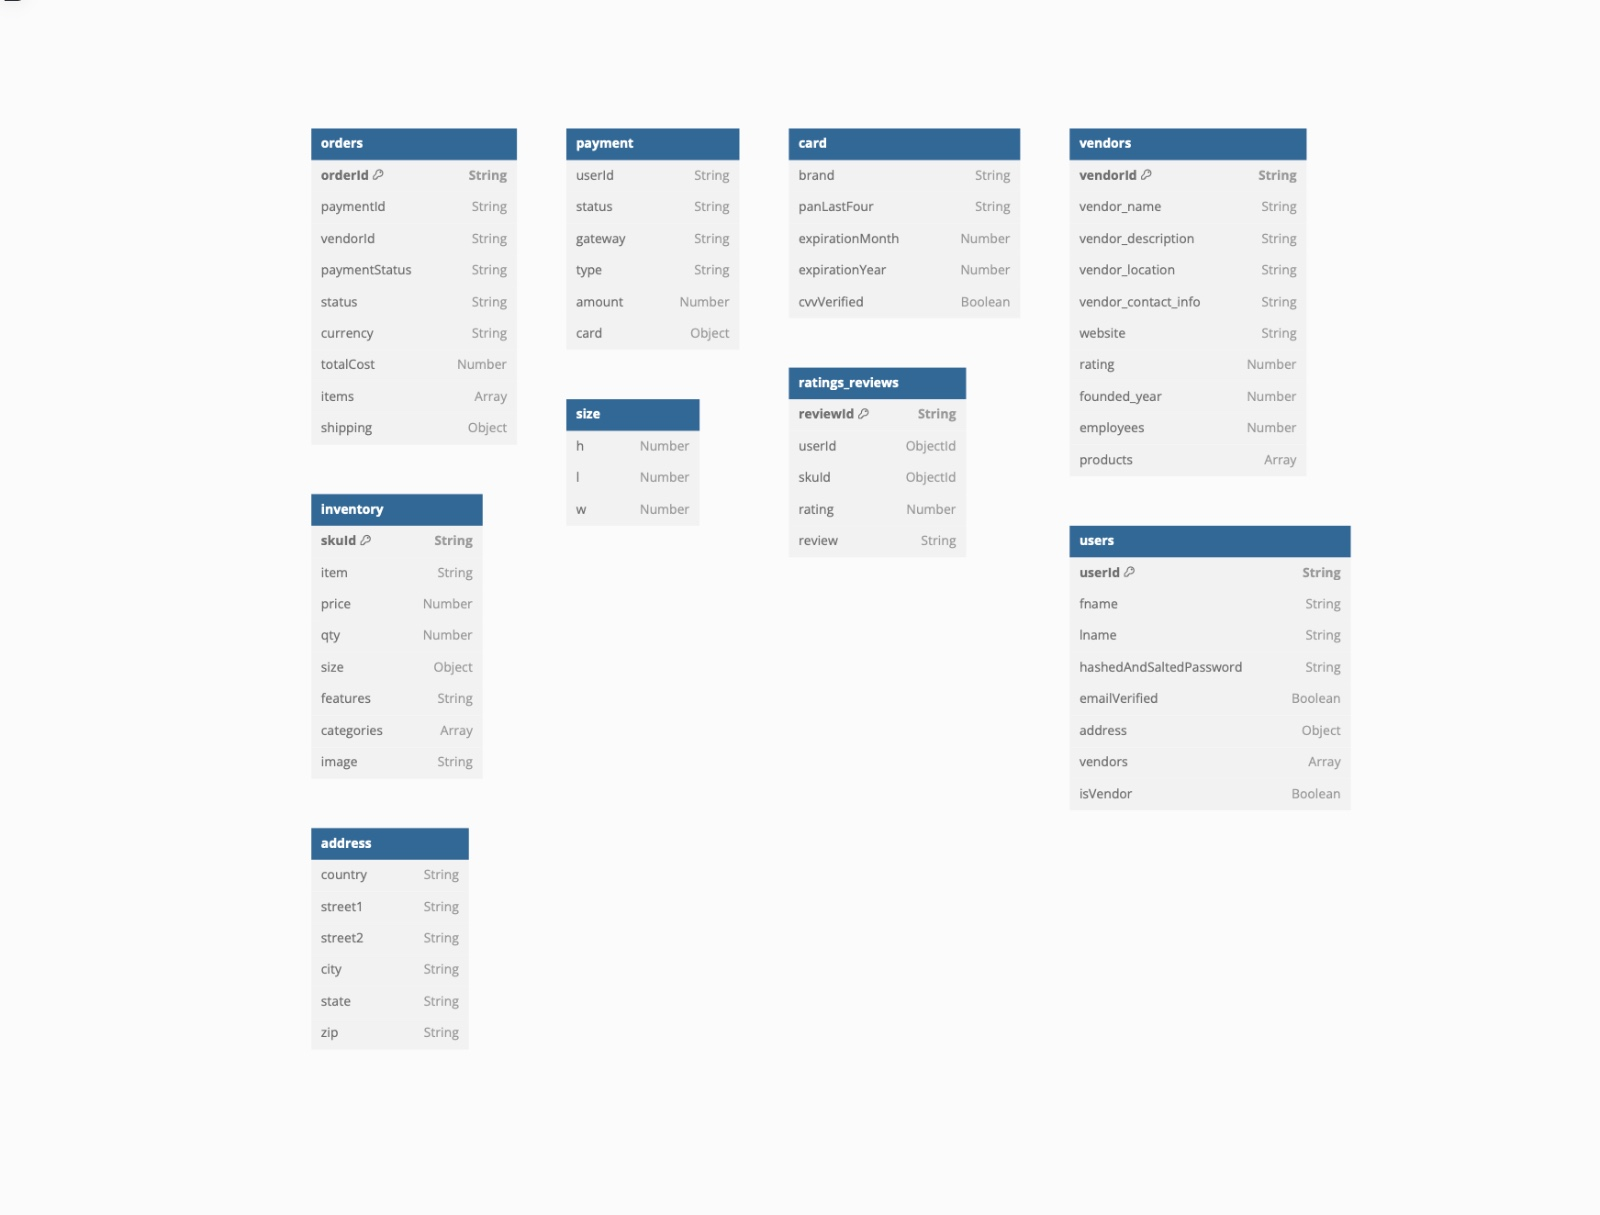 orders
orderId String
paymentId String
vendorId String
paymentStatus String
status String
currency String
totalCost Number
items Array
shipping Object
payment
userId String
status String
gateway String
type String
amount Number
card Object
card
brand String
panLastFour String
expirationMonth Number
expirationYear Number
cvvVerified Boolean
vendors
vendorId String
vendor_name String
vendor_description String
vendor_location String
vendor_contact_info String
website String
rating Number
founded_year Number
employees Number
products Array
size
h Number
l Number
w Number
ratings_reviews
reviewId String
userId ObjectId
skuId ObjectId
rating Number
review String
inventory
skuId String
item String
price Number
qty Number
size Object
features String
categories Array
image String
users
userId String
fname String
lname String
hashedAndSaltedPassword String
emailVerified Boolean
address Object
vendors Array
isVendor Boolean
address
country String
street1 String
street2 String
city String
state String
zip String